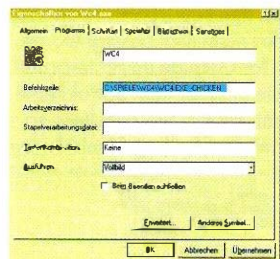 Eigenschaften von Wc4.exe
Allgemein Programm Schriftart Speicher Bildschirm Sonstiges
WC4
Befehlszeile: C:\SPIELE\WC4\WC4.EXE -CHICKEN
Arbeitsverzeichnis:
Stapelverarbeitungsdatei:
Tastenkombination: Keine
Ausführen: Vollbild
Beim Beenden schließen
Erweitert... Anderes Symbol...
OK Abbrechen Übernehmen